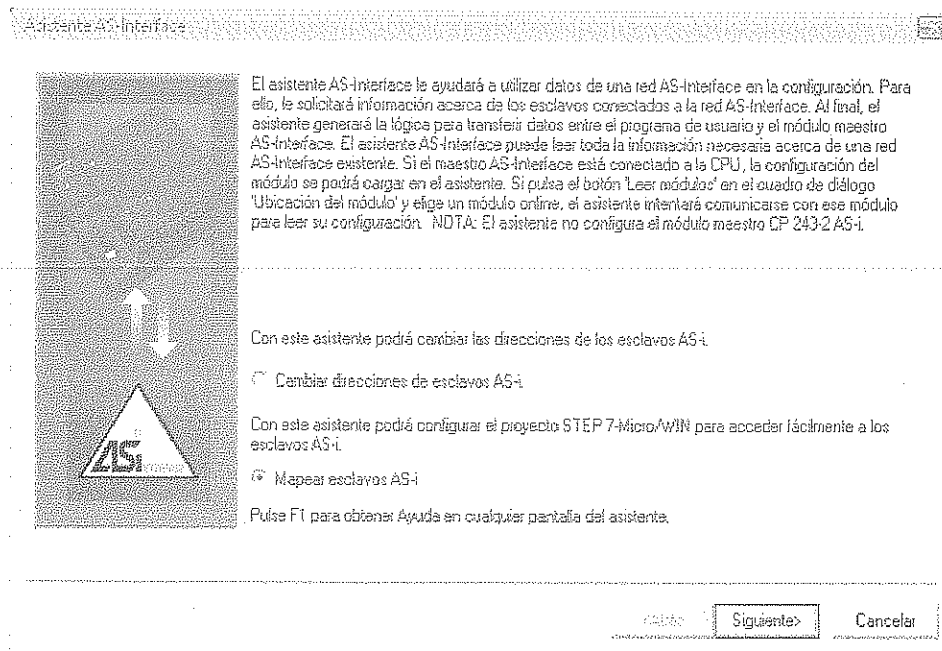 Asistente AS-Interface
El asistente AS-Interface le ayudará a utilizar datos de una red AS-Interface en la configuración. Para
ello, le solicitará información acerca de los esclavos conectados a la red AS-Interface. Al final, el
asistente generará la lógica para transferir datos entre el programa de usuario y el módulo maestro
AS-Interface. El asistente AS-Interface puede leer toda la información necesaria acerca de una red
AS-Interface existente. Si el maestro AS-Interface está conectado a la CPU, la configuración del
módulo se podrá cargar en el asistente. Si pulsa el botón 'Leer módulos' en el cuadro de diálogo
'Ubicación del módulo' y elige un módulo online, el asistente intentará comunicarse con ese módulo
para leer su configuración. NOTA: El asistente no configura el módulo maestro CP 243-2 AS-i.
Con este asistente podrá cambiar las direcciones de los esclavos AS-i.
Cambiar direcciones de esclavos AS-i.
Con este asistente podrá configurar el proyecto STEP 7-Micro/WIN para acceder fácilmente a los
esclavos AS-i.
Mapear esclavos AS-i
Pulse F1 para obtener Ayuda en cualquier pantalla del asistente.
<Atrás
Siguiente>
Cancelar